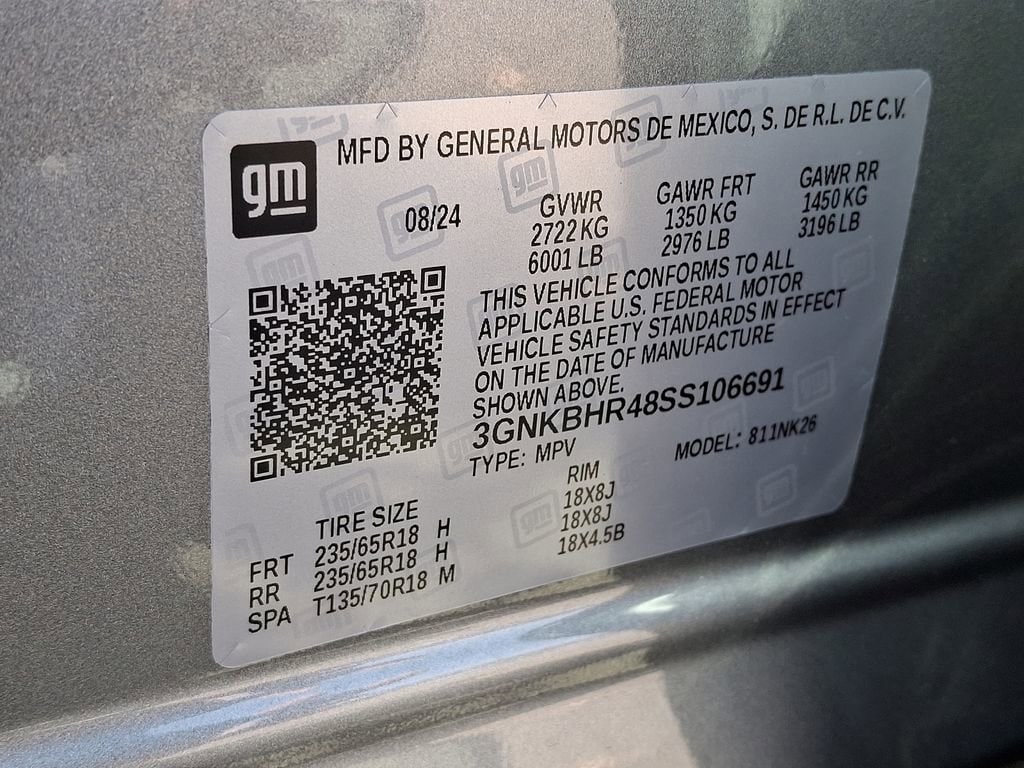 gm
MFD BY GENERAL MOTORS DE MEXICO, S. DE R.L. DE C.V.
08/24
GVWR
2722 KG
6001 LB
GAWR FRT
1350 KG
2976 LB
GAWR RR
1450 KG
3196 LB
THIS VEHICLE CONFORMS TO ALL
APPLICABLE U.S. FEDERAL MOTOR
VEHICLE SAFETY STANDARDS IN EFFECT
ON THE DATE OF MANUFACTURE
SHOWN ABOVE.
3GNKBHR48SS106691
TYPE: MPV
MODEL: 811NK26
TIRE SIZE RIM
FRT 235/65R18 H 18X8J
RR 235/65R18 H 18X8J
SPA T135/70R18 M 18X4.5B